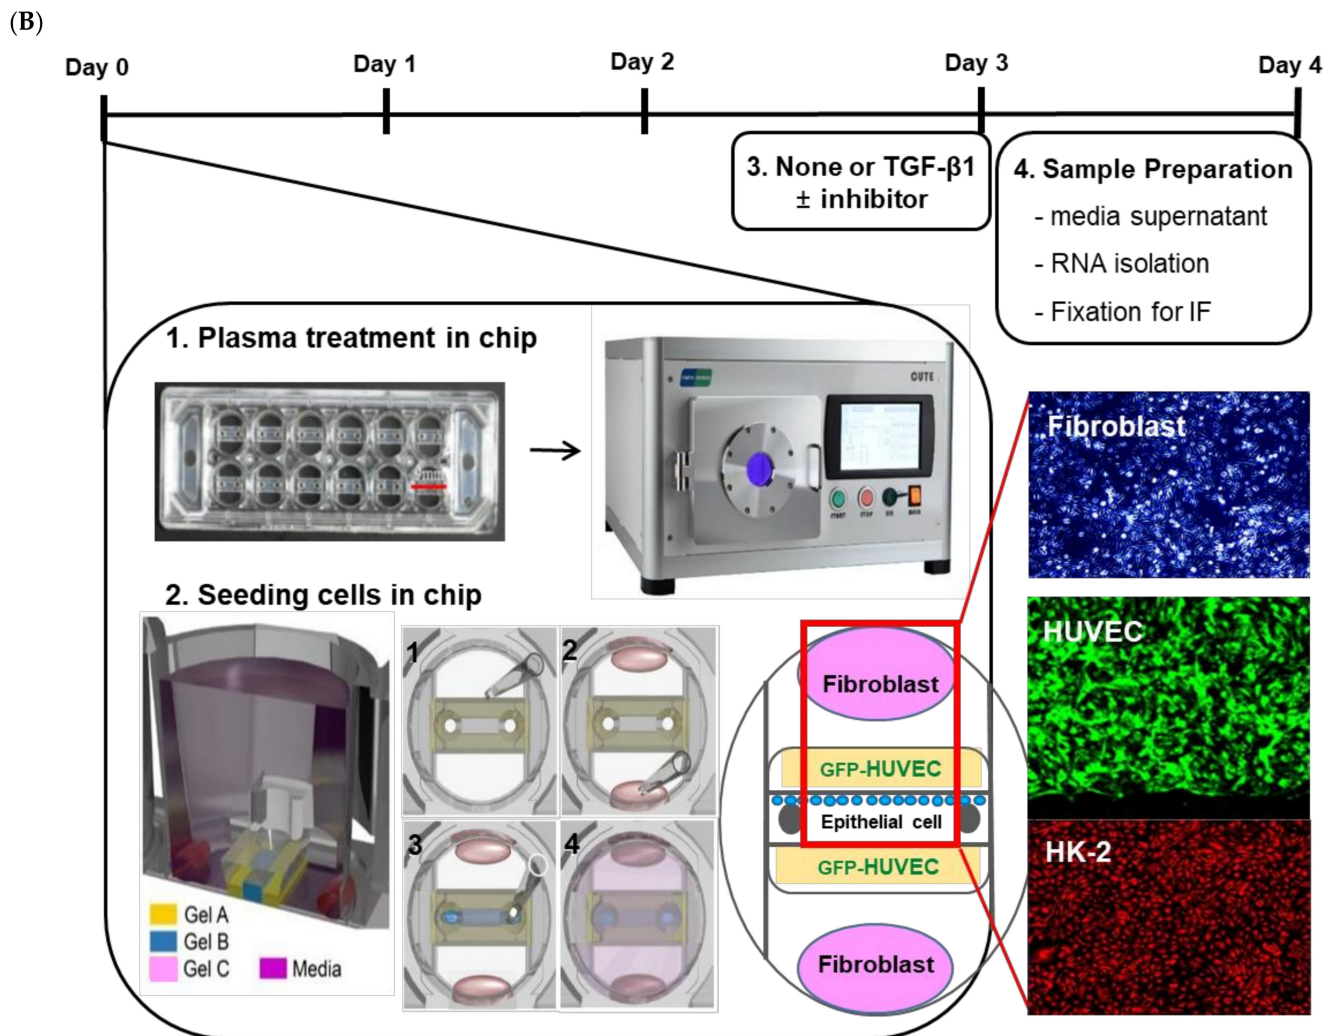 (B)
Day 0
Day 1
Day 2
Day 3
Day 4
3. None or TGF-β1
± inhibitor
4. Sample Preparation
- media supernatant
- RNA isolation
- Fixation for IF
1. Plasma treatment in chip
CUTE
START
STOP
2. Seeding cells in chip
1
2
3
4
Gel A
Gel B
Gel C
Media
Fibroblast
GFP-HUVEC
Epithelial cell
GFP-HUVEC
Fibroblast
Fibroblast
HUVEC
HK-2